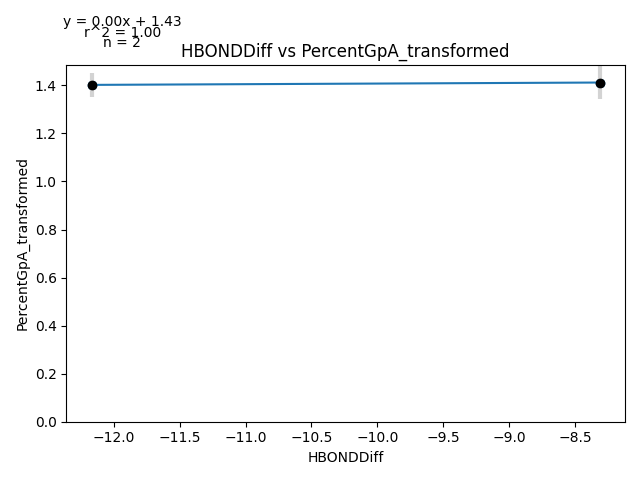 y = 0.00x + 1.43
r^2 = 1.00
n = 2
HBONDDiff vs PercentGpA_transformed
PercentGpA_transformed
1.4
1.2
1.0
0.8
0.6
0.4
0.2
0.0
−12.0 −11.5 −11.0 −10.5 −10.0 −9.5 −9.0 −8.5
HBONDDiff